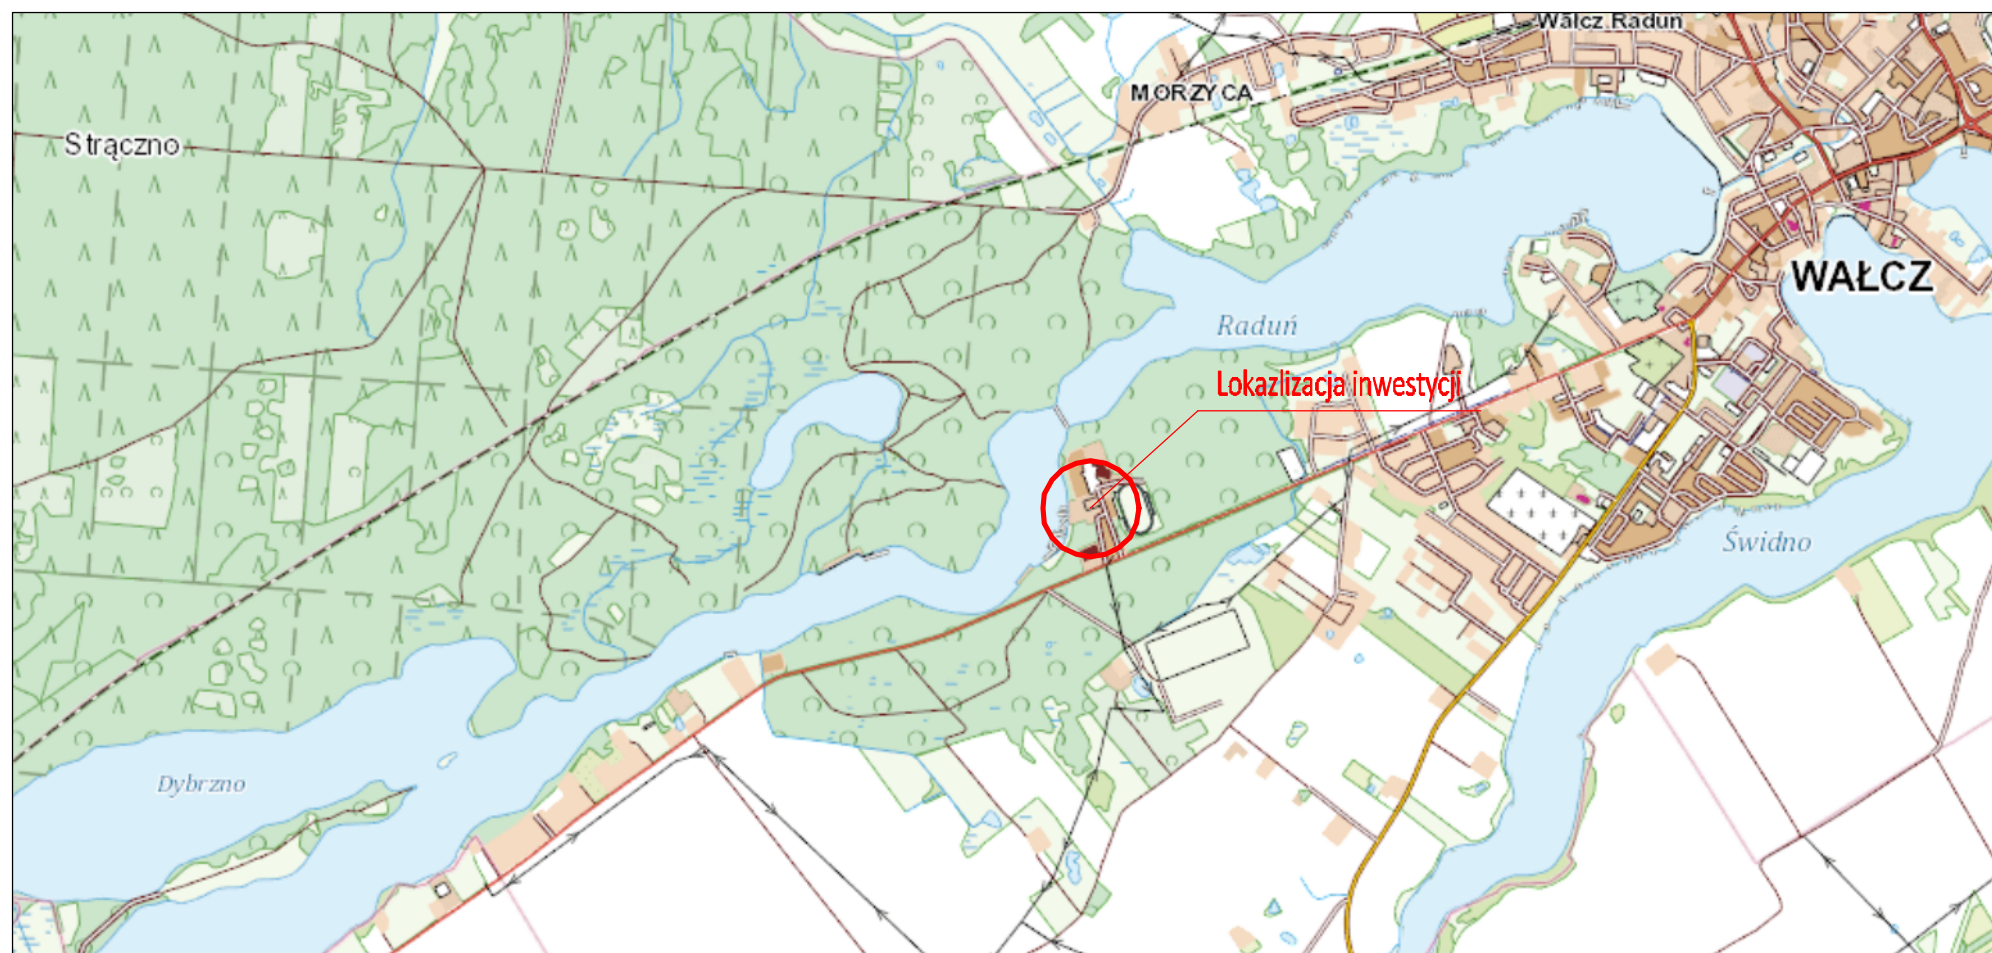 Wałcz Raduń
MORZYCA
Strączno
WAŁCZ
Raduń
Lokazlizacja inwestycji
Świdno
Dybrzno